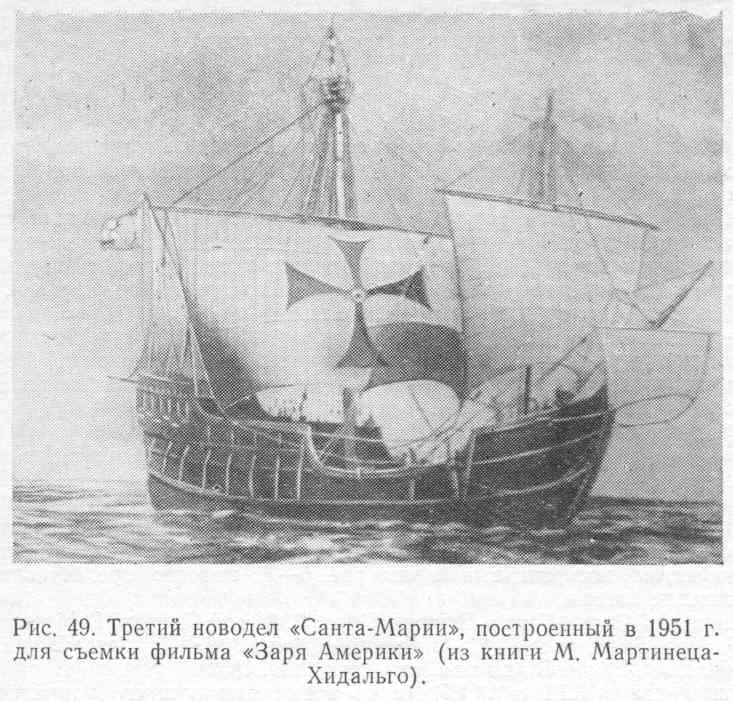 Рис. 49. Третий новодел «Санта-Марии», построенный в 1951 г.
для съемки фильма «Заря Америки» (из книги М. Мартинеца-
Хидальго).